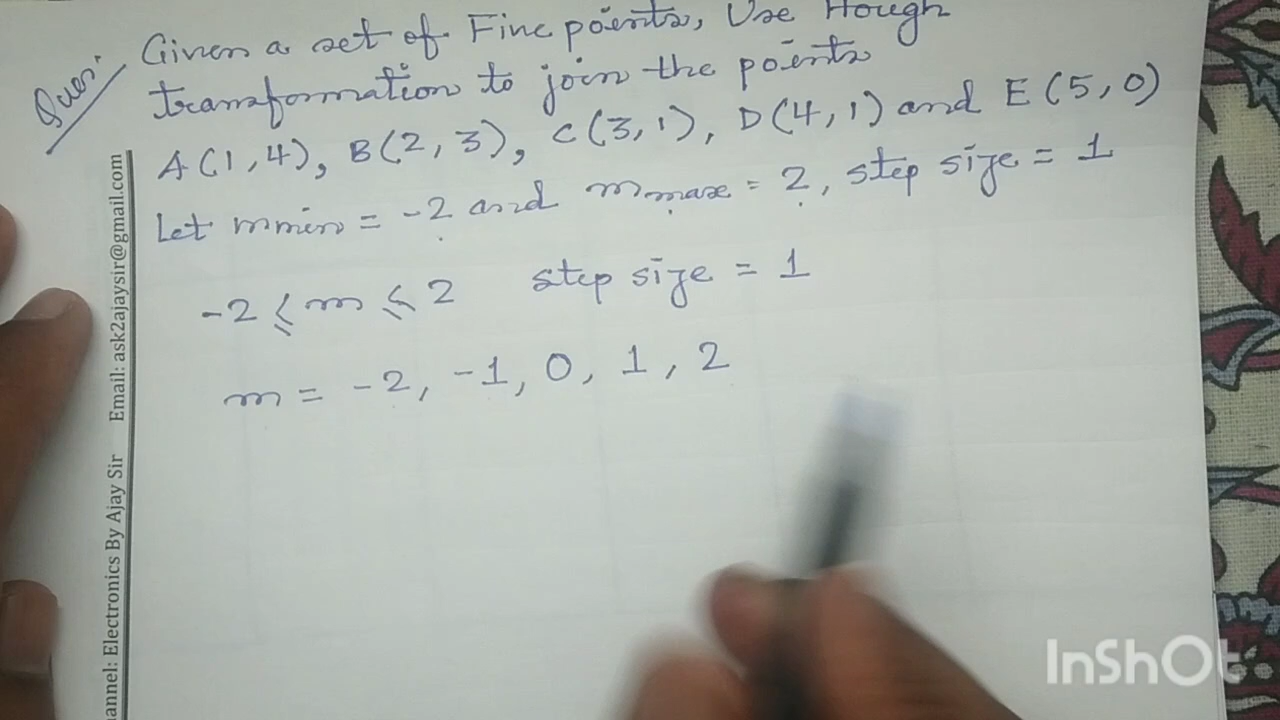 Ques: Given a set of Five points, Use Hough
transformation to join the points
A(1,4), B(2,3), C(3,1), D(4,1) and E(5,0)
Let mmin = -2 and mmax = 2, step size = 1
-2 ≤ m ≤ 2 step size = 1
m = -2, -1, 0, 1, 2
hannel: Electronics By Ajay Sir Email: ask2ajaysir@gmail.com
InShOt